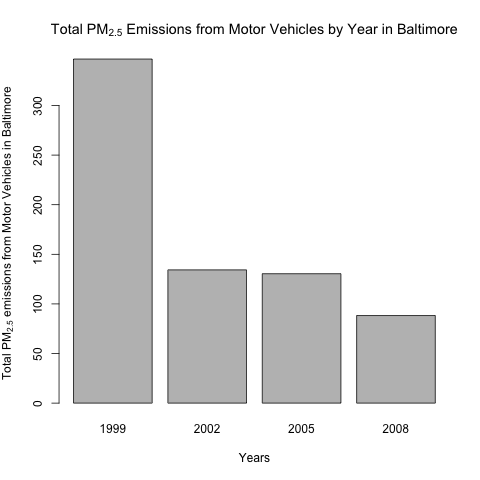 Total PM2.5 Emissions from Motor Vehicles by Year in Baltimore
Total PM2.5 emissions from Motor Vehicles in Baltimore
300
250
200
150
100
50
0
1999 2002 2005 2008
Years